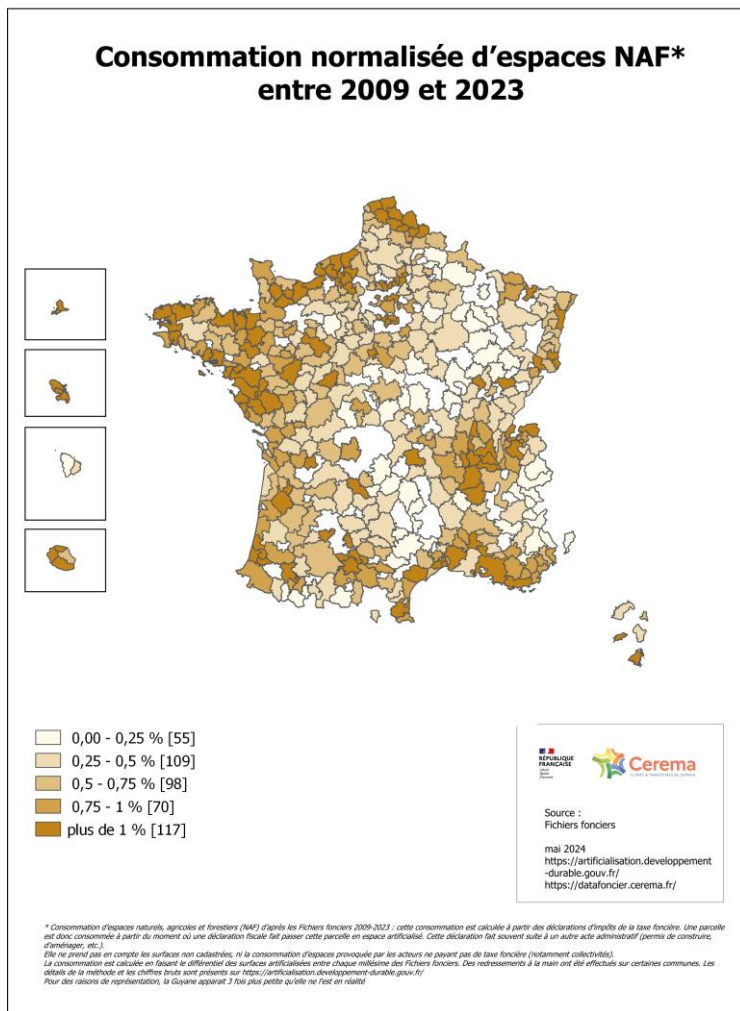 Consommation normalisée d'espaces NAF*
entre 2009 et 2023
0,00 - 0,25 % [55]
0,25 - 0,5 % [109]
0,5 - 0,75 % [98]
0,75 - 1 % [70]
plus de 1 % [117]
RÉPUBLIQUE
FRANÇAISE
Liberté
Égalité
Fraternité
Cerema
CLIMAT & TERRITOIRES DE DEMAIN
Source :
Fichiers fonciers
mai 2024
https://artificialisation.developpement
-durable.gouv.fr/
https://datafoncier.cerema.fr/
* Consommation d'espaces naturels, agricoles et forestiers (NAF) d'après les Fichiers fonciers 2009-2023 : cette consommation est calculée à partir des déclarations d'impôts de la taxe foncière. Une parcelle
est donc consommée à partir du moment où une déclaration fiscale fait passer cette parcelle en espace artificialisé. Cette déclaration fait souvent suite à un autre acte administratif (permis de construire,
d'aménager, etc.).
Elle ne prend pas en compte les surfaces non cadastrées, ni la consommation d'espaces provoquée par les acteurs ne payant pas de taxe foncière (notamment collectivités).
La consommation est calculée en faisant le différentiel des surfaces artificialisées entre chaque millésime des Fichiers fonciers. Des redressements à la main ont été effectués sur certaines communes. Les
détails de la méthode et les chiffres bruts sont présents sur https://artificialisation.developpement-durable.gouv.fr/
Pour des raisons de représentation, la Guyane apparait 3 fois plus petite qu'elle ne l'est en réalité